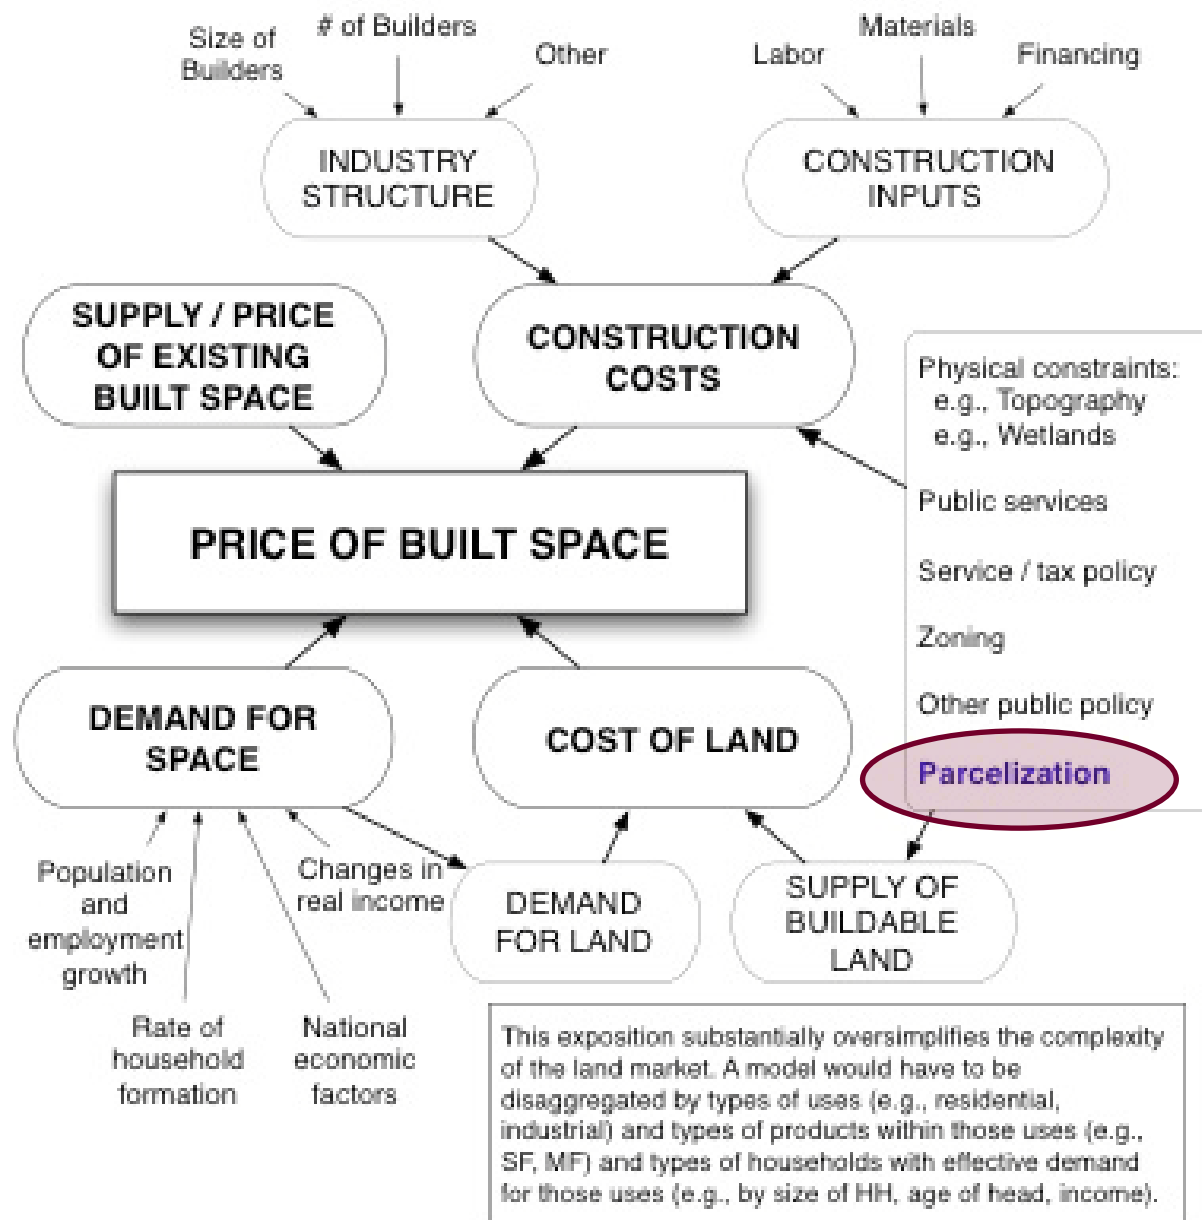 Size of
Builders
# of Builders
Other
Labor
Materials
Financing
INDUSTRY
STRUCTURE
CONSTRUCTION
INPUTS
SUPPLY / PRICE
OF EXISTING
BUILT SPACE
CONSTRUCTION
COSTS
Physical constraints:
e.g., Topography
e.g., Wetlands
Public services
Service / tax policy
Zoning
Other public policy
Parcelization
PRICE OF BUILT SPACE
DEMAND FOR
SPACE
COST OF LAND
Population
and
employment
growth
Changes in
real income
Rate of
household
formation
National
economic
factors
DEMAND
FOR LAND
SUPPLY OF
BUILDABLE
LAND
This exposition substantially oversimplifies the complexity
of the land market. A model would have to be
disaggregated by types of uses (e.g., residential,
industrial) and types of products within those uses (e.g.,
SF, MF) and types of households with effective demand
for those uses (e.g., by size of HH, age of head, income).